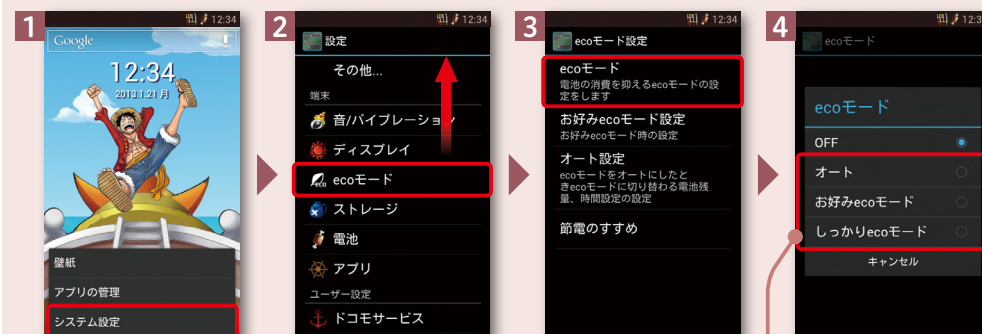 1
12:34
Google
12:34
2013.1.21 月
壁紙
アプリの管理
システム設定
2
12:34
設定
その他...
端末
音/バイブレーション
ディスプレイ
ecoモード
ストレージ
電池
アプリ
ユーザー設定
ドコモサービス
3
12:34
ecoモード設定
ecoモード
電池の消費を抑えるecoモードの設
定をします
お好みecoモード設定
お好みecoモード時の設定
オート設定
ecoモードをオートにしたと
きecoモードに切り替わる電池残
量、時間設定の設定
節電のすすめ
4
12:3
ecoモード
ecoモード
OFF
オート
お好みecoモード
しっかりecoモード
キャンセル